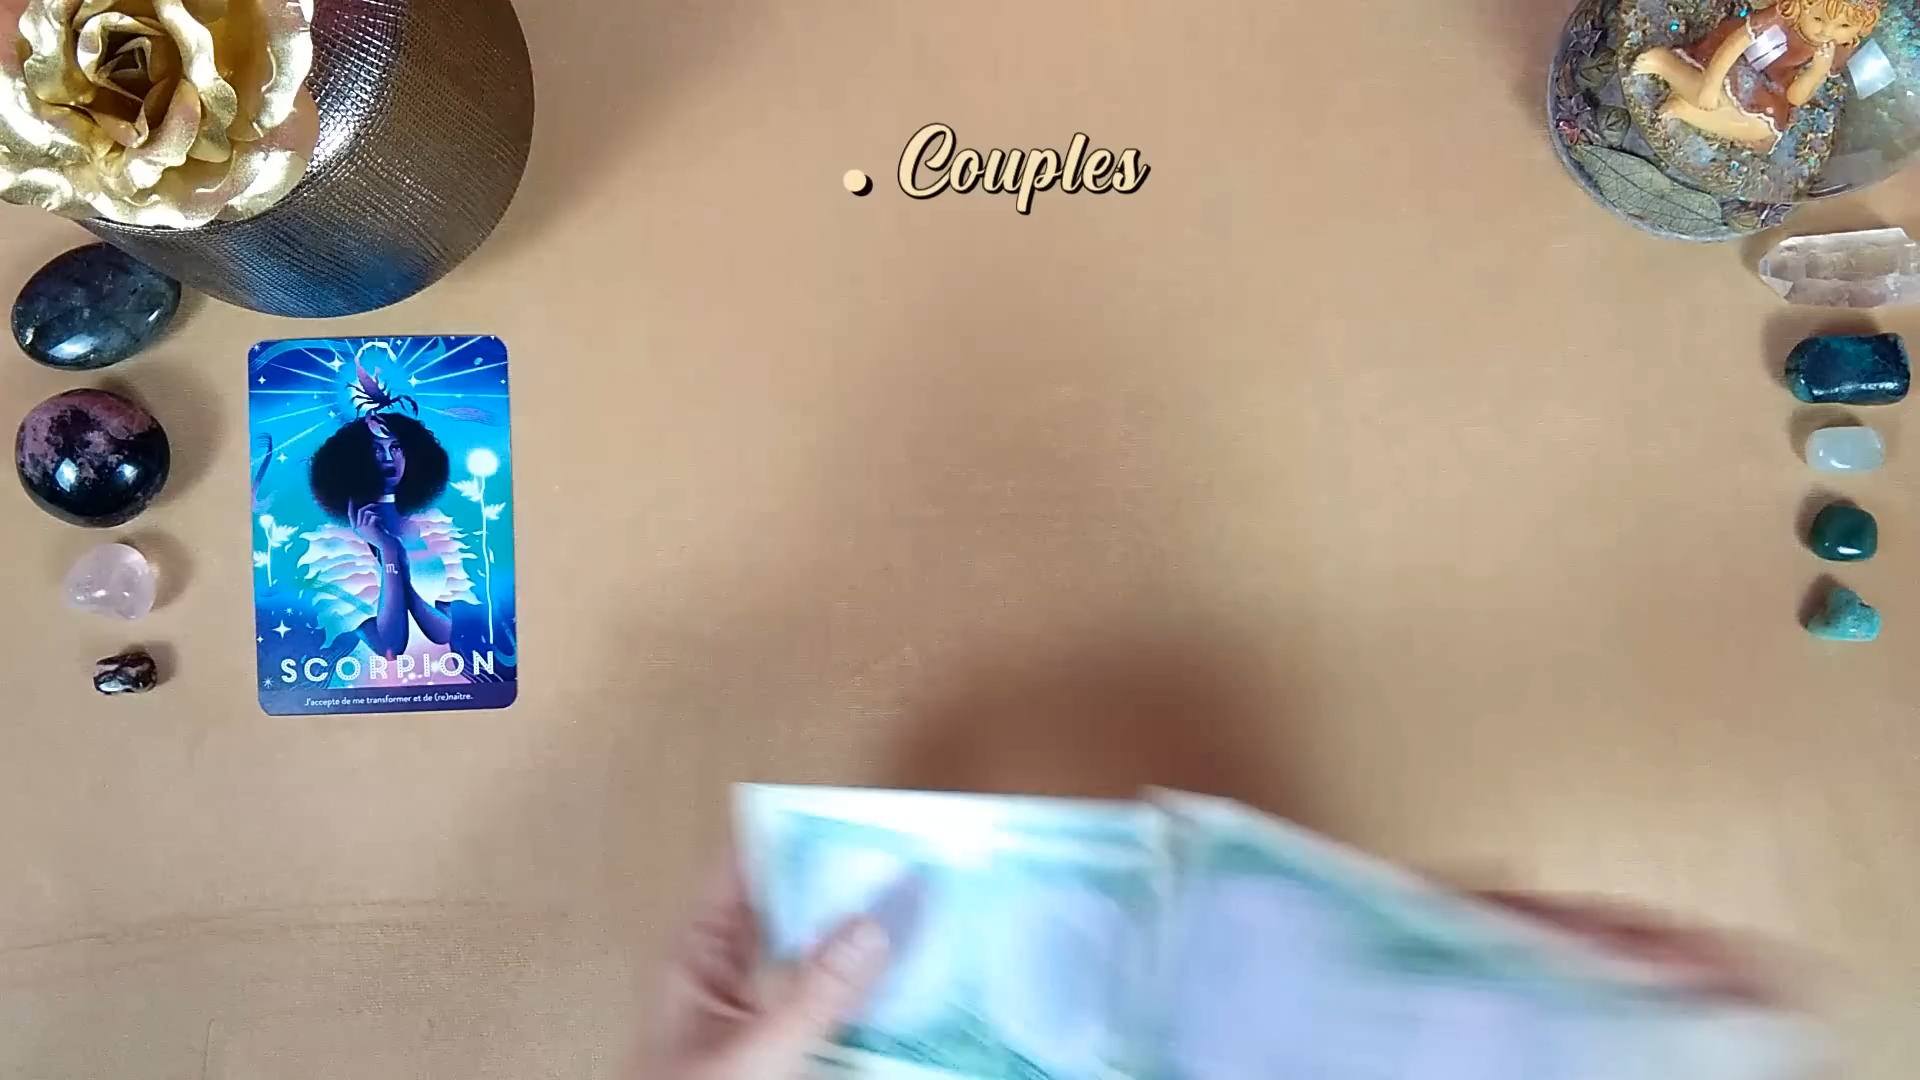 . Couples
SCORPION
J'accepte de me transformer et de (re)naître.